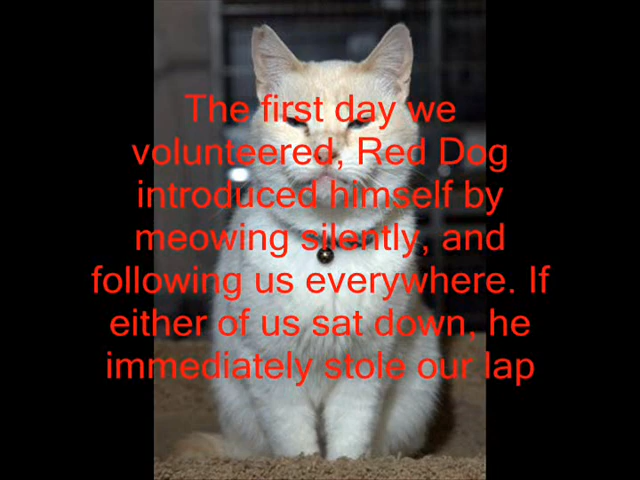 The first day we
volunteered, Red Dog
introduced himself by
meowing silently, and
following us everywhere. If
either of us sat down, he
immediately stole our lap